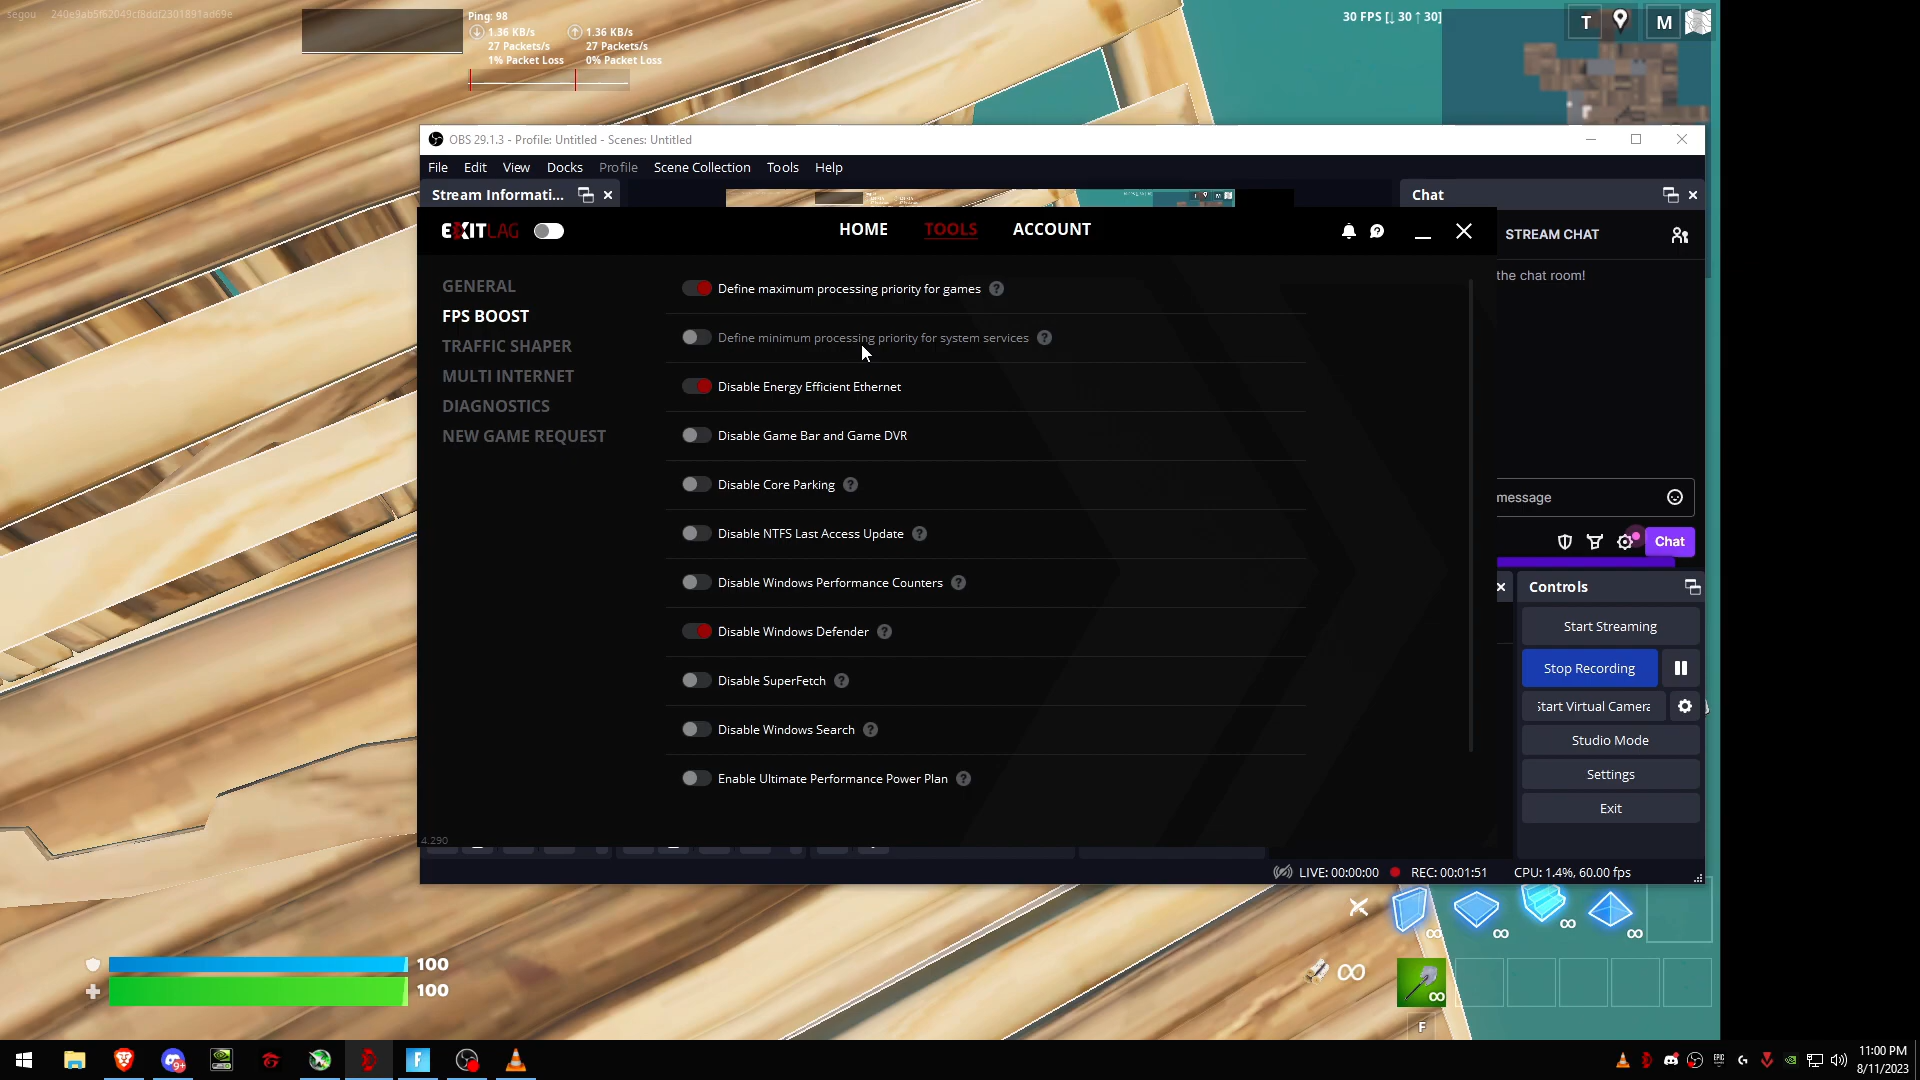 segou 240e9ab5f62049cf8ddf2301891ad69e
Ping: 98
1.36 KB/s 1.36 KB/s
27 Packets/s 27 Packets/s
1% Packet Loss 0% Packet Loss
30 FPS [↓ 30 ↑ 30]
T M
OBS 29.1.3 - Profile: Untitled - Scenes: Untitled
File Edit View Docks Profile Scene Collection Tools Help
Stream Informati...
Chat
EXITLAG
HOME TOOLS ACCOUNT
STREAM CHAT
the chat room!
GENERAL
FPS BOOST
TRAFFIC SHAPER
MULTI INTERNET
DIAGNOSTICS
NEW GAME REQUEST
Define maximum processing priority for games ?
Define minimum processing priority for system services ?
Disable Energy Efficient Ethernet
Disable Game Bar and Game DVR
Disable Core Parking ?
Disable NTFS Last Access Update ?
Disable Windows Performance Counters ?
Disable Windows Defender ?
Disable SuperFetch ?
Disable Windows Search ?
Enable Ultimate Performance Power Plan ?
4.290
message
Chat
Controls
Start Streaming
Stop Recording
Start Virtual Camera
Studio Mode
Settings
Exit
LIVE: 00:00:00 REC: 00:01:51 CPU: 1.4%, 60.00 fps
∞ ∞ ∞ ∞
100
100
∞ ∞
F
9+
11:00 PM
8/11/2023